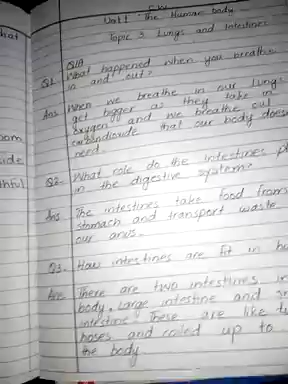 C.W
Unit 1 The Human body
Topic 3 Lungs and Intestines
Q/A
Q1 What happened when you breathe
in and out?
Ans When we breathe in our lungs
get begger as they take in
oxygen and we breathe out
carbondioxide that our body does
need.
Q2- What role do the intestines
in the digestive system?
Ans The intestines take food from
stomach and transport waste
our anus.
Q3. How intestines are fit in
Ans There are two intestines in
body. Large intestine and
intestine. These are like
hoses and coiled up to
the body